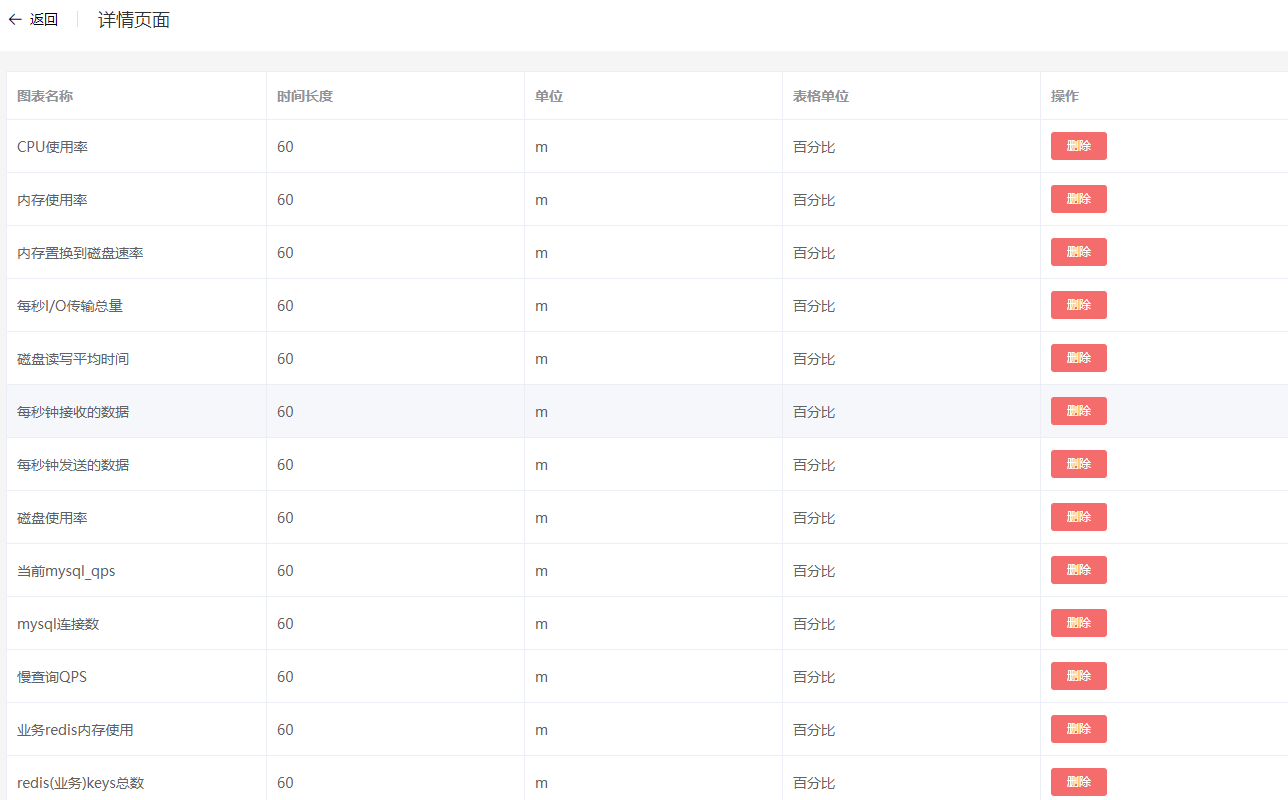 返回 详情页面
图表名称 时间长度 单位 表格单位 操作
CPU使用率 60 m 百分比 删除
内存使用率 60 m 百分比 删除
内存置换到磁盘速率 60 m 百分比 删除
每秒I/O传输总量 60 m 百分比 删除
磁盘读写平均时间 60 m 百分比 删除
每秒钟接收的数据 60 m 百分比 删除
每秒钟发送的数据 60 m 百分比 删除
磁盘使用率 60 m 百分比 删除
当前mysql_qps 60 m 百分比 删除
mysql连接数 60 m 百分比 删除
慢查询QPS 60 m 百分比 删除
业务redis内存使用 60 m 百分比 删除
redis(业务)keys总数 60 m 百分比 删除